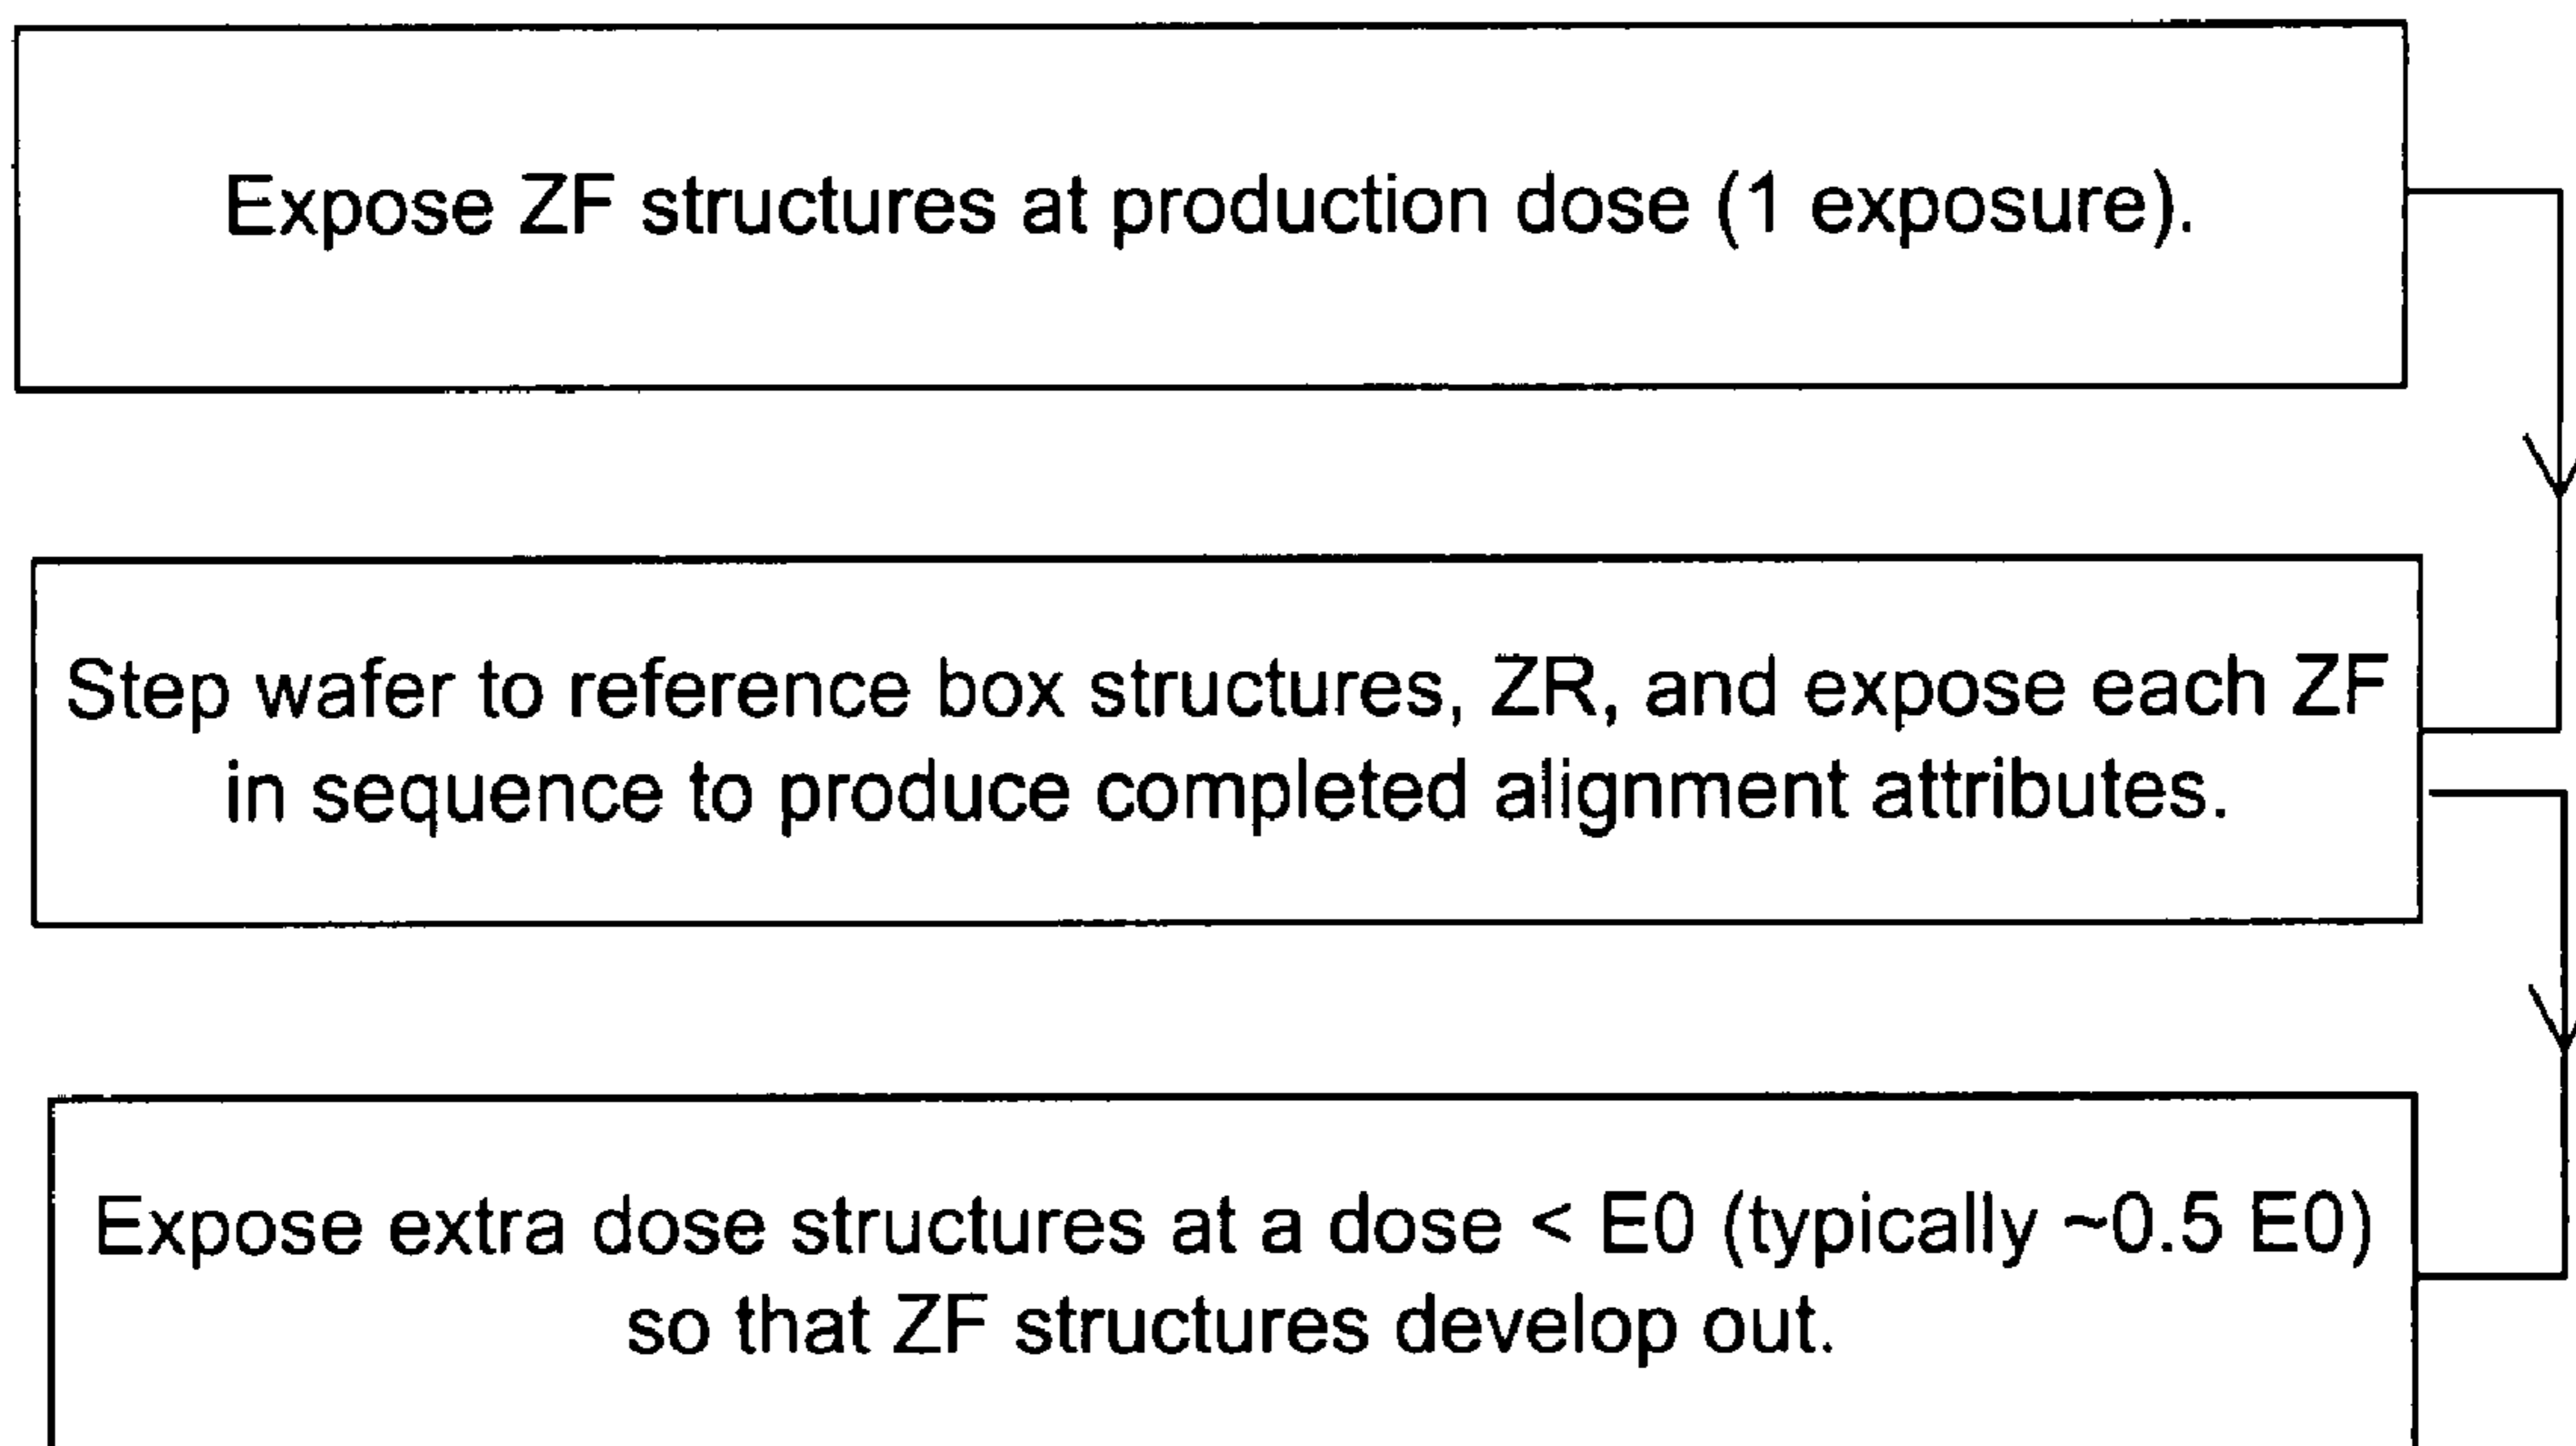 Expose ZF structures at production dose (1 exposure).
Step wafer to reference box structures, ZR, and expose each ZF
in sequence to produce completed alignment attributes.
Expose extra dose structures at a dose < E0 (typically ~0.5 E0)
so that ZF structures develop out.